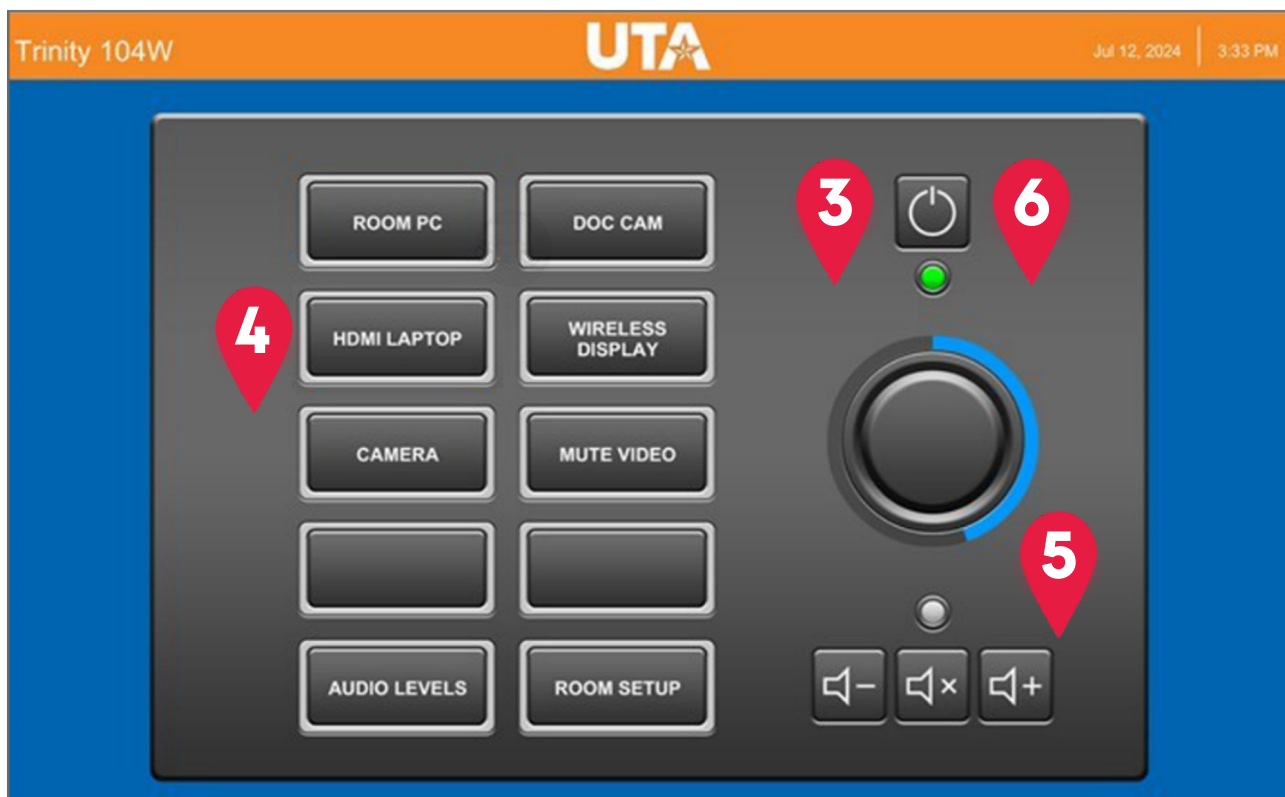 Trinity 104W
UTA
Jul 12, 2024
3:33 PM
ROOM PC
DOC CAM
3
6
4
HDMI LAPTOP
WIRELESS
DISPLAY
CAMERA
MUTE VIDEO
5
AUDIO LEVELS
ROOM SETUP